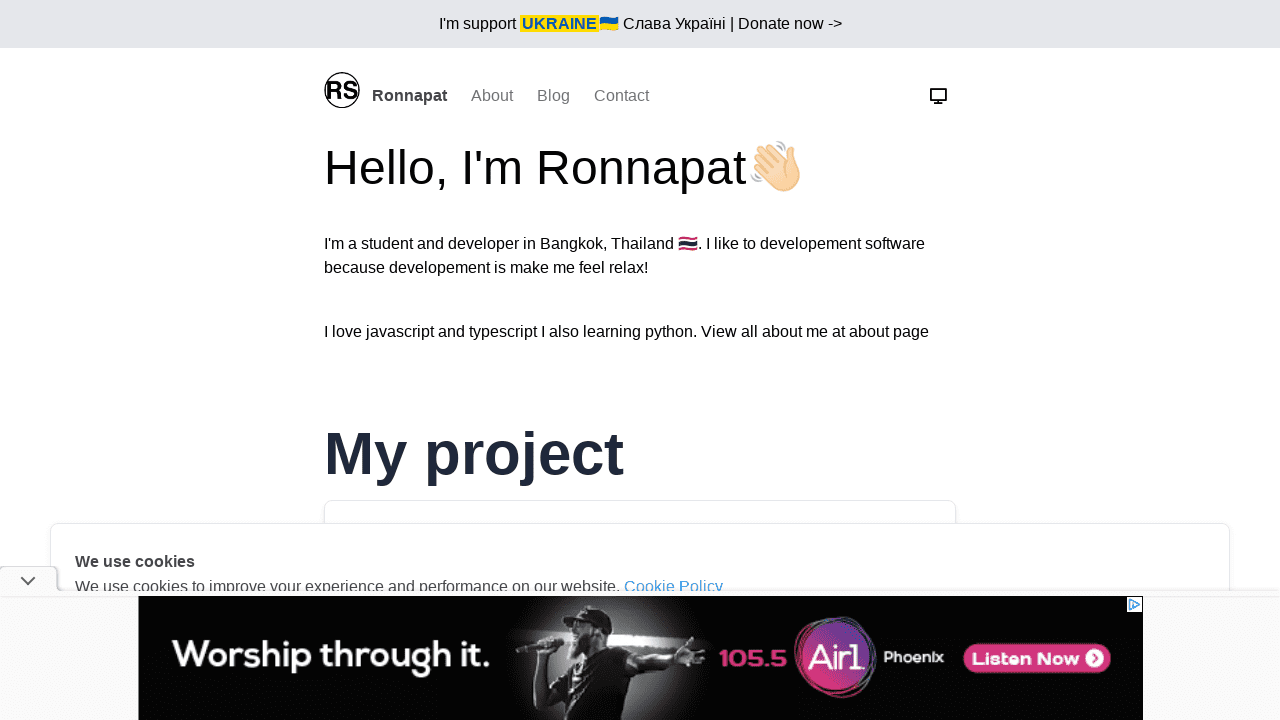 I'm support UKRAINE🇺🇦 Слава Україні | Donate now ->
RS Ronnapat About Blog Contact
Hello, I'm Ronnapat👋🏻
I'm a student and developer in Bangkok, Thailand 🇹🇭. I like to developement software
because developement is make me feel relax!
I love javascript and typescript I also learning python. View all about me at about page
My project
We use cookies
We use cookies to improve your experience and performance on our website. Cookie Policy
Worship through it. 105.5 Air1 Phoenix Listen Now